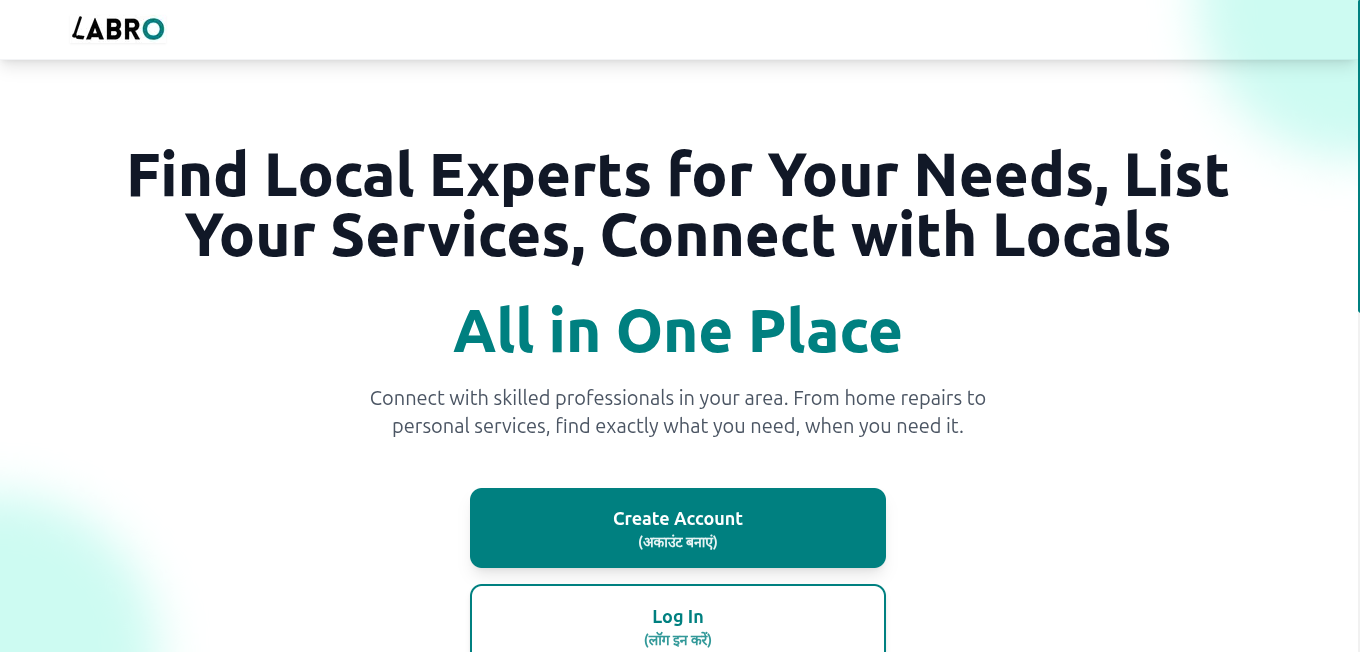 LABRO
Find Local Experts for Your Needs, List
Your Services, Connect with Locals
All in One Place
Connect with skilled professionals in your area. From home repairs to
personal services, find exactly what you need, when you need it.
Create Account
(अकाउंट बनाएं)
Log In
(लॉग इन करें)